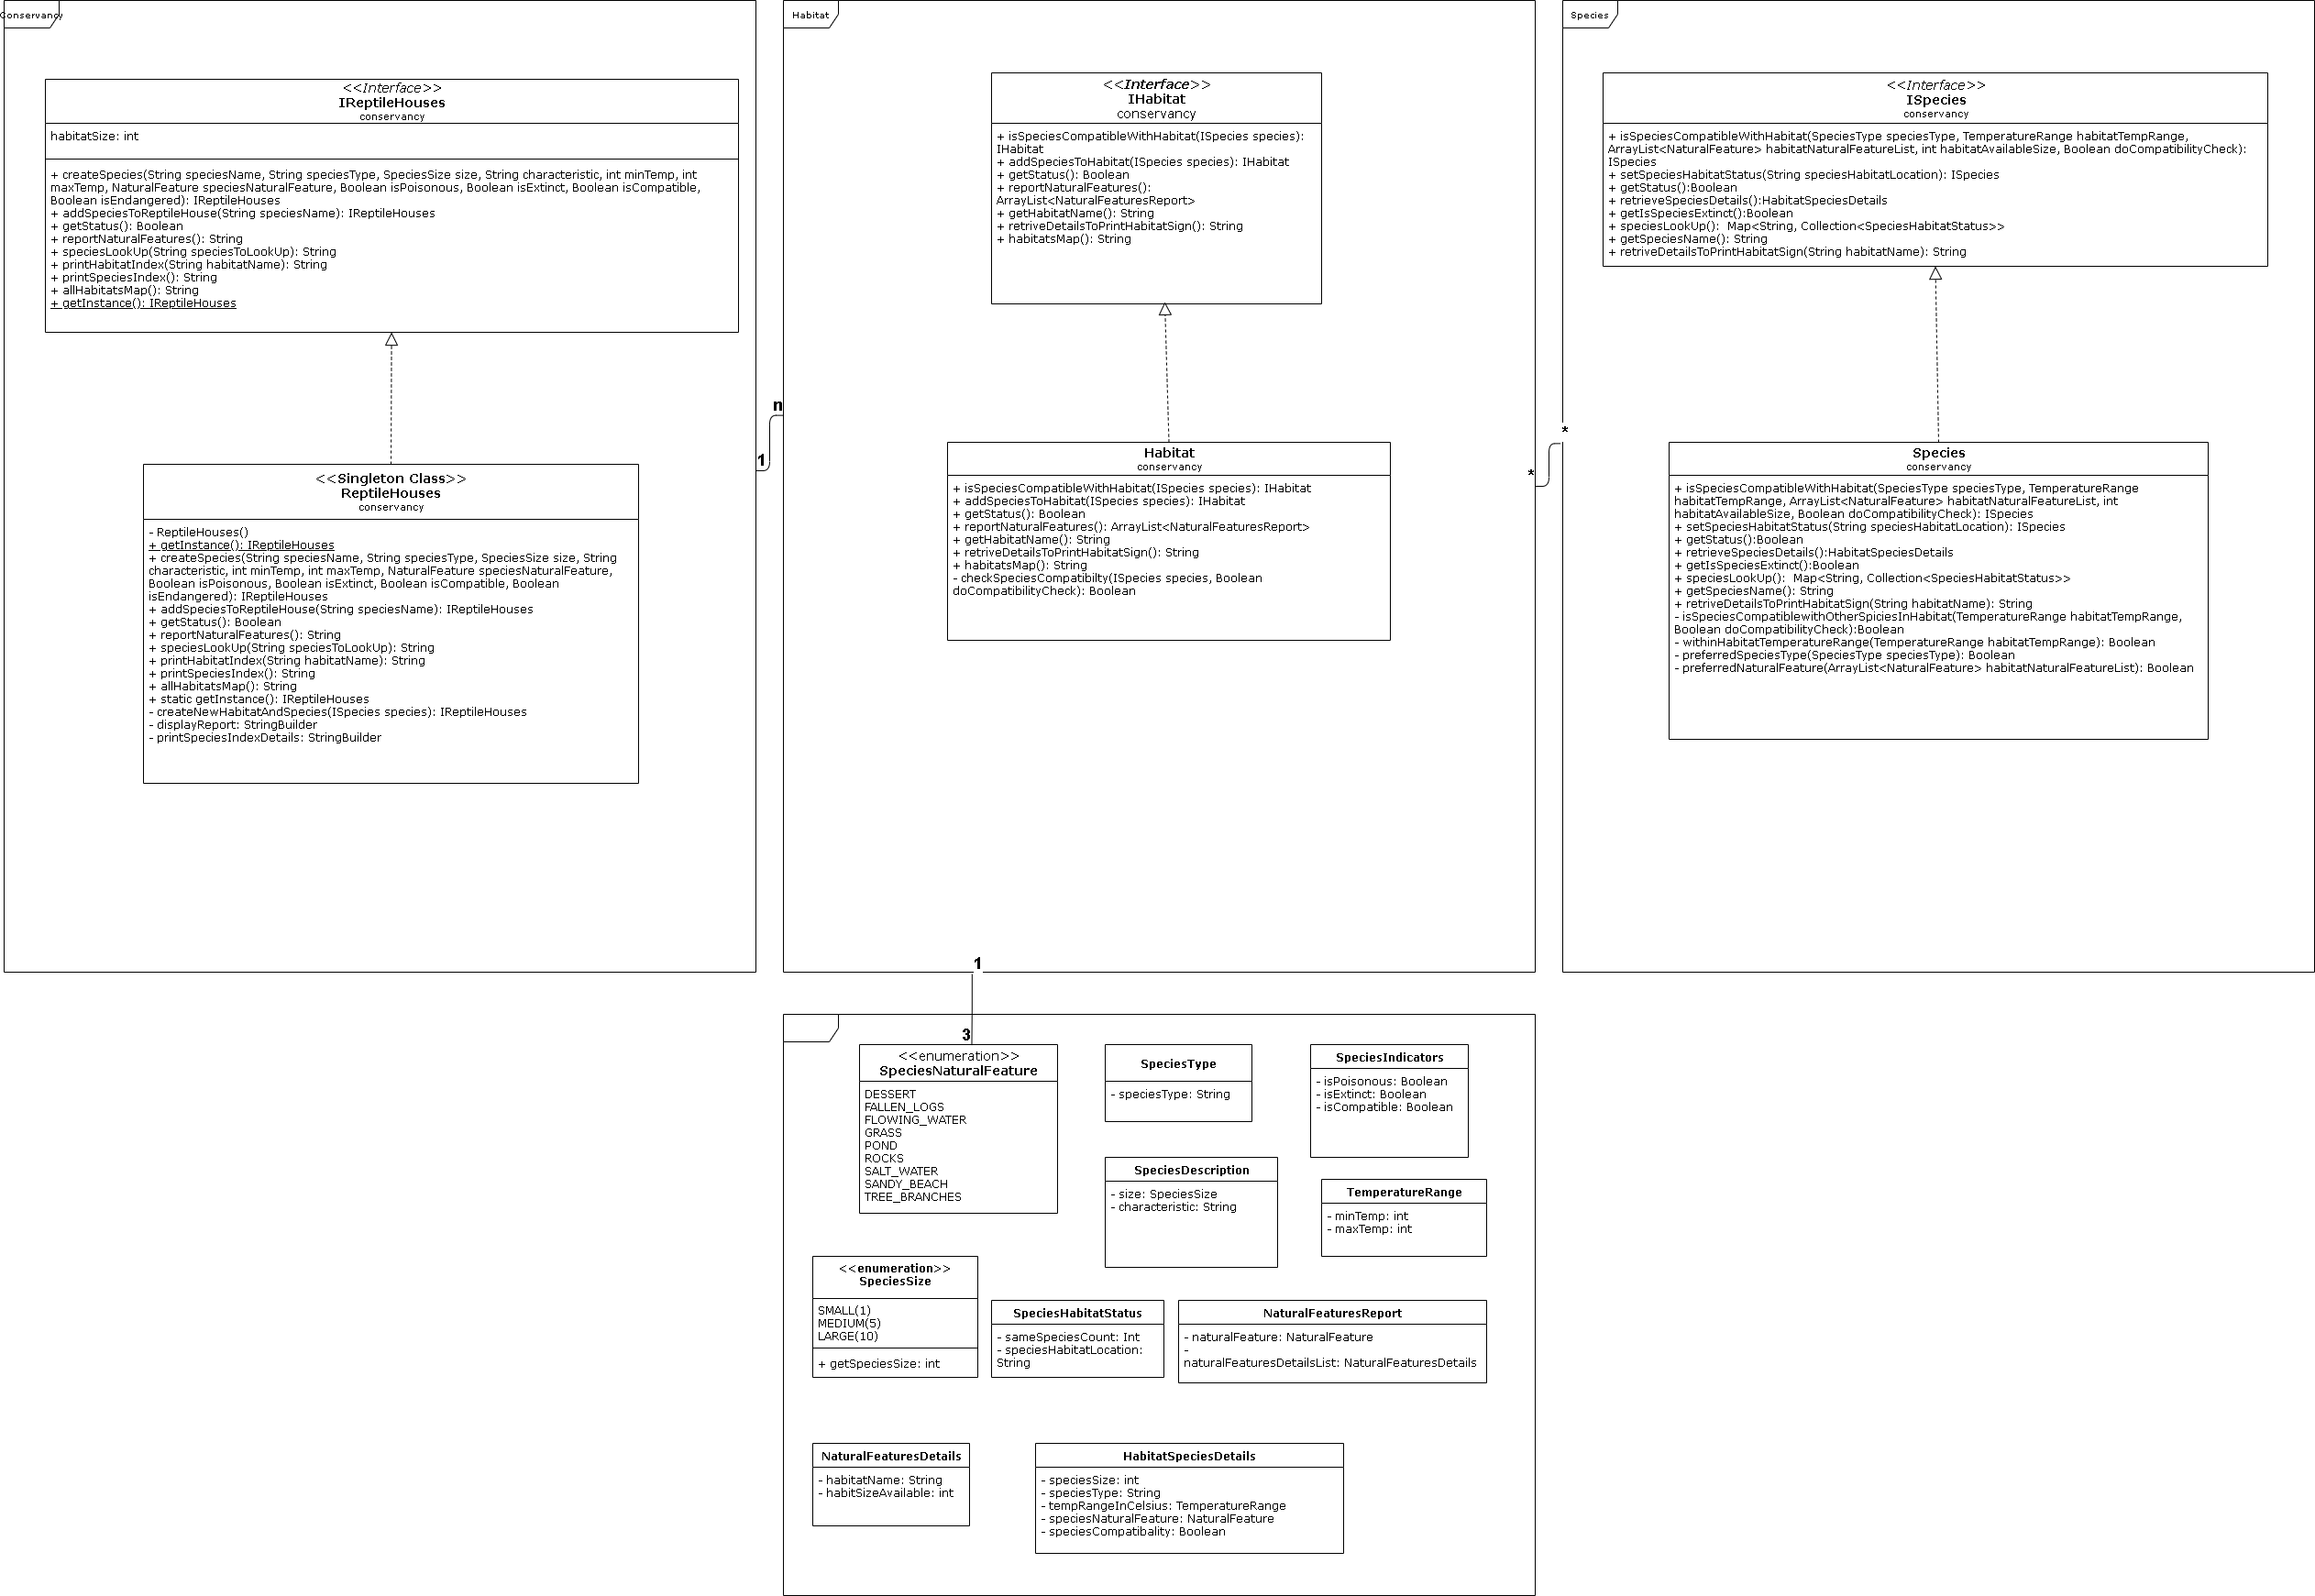 Conservancy
<<Interface>>
IReptileHouses
conservancy
habitatSize: int
+ createSpecies(String speciesName, String speciesType, SpeciesSize size, String characteristic, int minTemp, int
maxTemp, NaturalFeature speciesNaturalFeature, Boolean isPoisonous, Boolean isExtinct, Boolean isCompatible,
Boolean isEndangered): IReptileHouses
+ addSpeciesToReptileHouse(String speciesName): IReptileHouses
+ getStatus(): Boolean
+ reportNaturalFeatures(): String
+ speciesLookUp(String speciesToLookUp): String
+ printHabitatIndex(String habitatName): String
+ printSpeciesIndex(): String
+ allHabitatsMap(): String
+ getInstance(): IReptileHouses
<<Singleton Class>>
ReptileHouses
conservancy
- ReptileHouses()
+ getInstance(): IReptileHouses
+ createSpecies(String speciesName, String speciesType, SpeciesSize size, String
characteristic, int minTemp, int maxTemp, NaturalFeature speciesNaturalFeature,
Boolean isPoisonous, Boolean isExtinct, Boolean isCompatible, Boolean
isEndangered): IReptileHouses
+ addSpeciesToReptileHouse(String speciesName): IReptileHouses
+ getStatus(): Boolean
+ reportNaturalFeatures(): String
+ speciesLookUp(String speciesToLookUp): String
+ printHabitatIndex(String habitatName): String
+ printSpeciesIndex(): String
+ allHabitatsMap(): String
+ static getInstance(): IReptileHouses
- createNewHabitatAndSpecies(ISpecies species): IReptileHouses
- displayReport: StringBuilder
- printSpeciesIndexDetails: StringBuilder
1
n
Habitat
<<Interface>>
IHabitat
conservancy
+ isSpeciesCompatibleWithHabitat(ISpecies species):
IHabitat
+ addSpeciesToHabitat(ISpecies species): IHabitat
+ getStatus(): Boolean
+ reportNaturalFeatures():
ArrayList<NaturalFeaturesReport>
+ getHabitatName(): String
+ retriveDetailsToPrintHabitatSign(): String
+ habitatsMap(): String
Habitat
conservancy
+ isSpeciesCompatibleWithHabitat(ISpecies species): IHabitat
+ addSpeciesToHabitat(ISpecies species): IHabitat
+ getStatus(): Boolean
+ reportNaturalFeatures(): ArrayList<NaturalFeaturesReport>
+ getHabitatName(): String
+ retriveDetailsToPrintHabitatSign(): String
+ habitatsMap(): String
- checkSpeciesCompatibilty(ISpecies species, Boolean
doCompatibilityCheck): Boolean
*
*
Species
<<Interface>>
ISpecies
conservancy
+ isSpeciesCompatibleWithHabitat(SpeciesType speciesType, TemperatureRange habitatTempRange,
ArrayList<NaturalFeature> habitatNaturalFeatureList, int habitatAvailableSize, Boolean doCompatibilityCheck):
ISpecies
+ setSpeciesHabitatStatus(String speciesHabitatLocation): ISpecies
+ getStatus():Boolean
+ retrieveSpeciesDetails():HabitatSpeciesDetails
+ getIsSpeciesExtinct():Boolean
+ speciesLookUp(): Map<String, Collection<SpeciesHabitatStatus>>
+ getSpeciesName(): String
+ retriveDetailsToPrintHabitatSign(String habitatName): String
Species
conservancy
+ isSpeciesCompatibleWithHabitat(SpeciesType speciesType, TemperatureRange
habitatTempRange, ArrayList<NaturalFeature> habitatNaturalFeatureList, int
habitatAvailableSize, Boolean doCompatibilityCheck): ISpecies
+ setSpeciesHabitatStatus(String speciesHabitatLocation): ISpecies
+ getStatus():Boolean
+ retrieveSpeciesDetails():HabitatSpeciesDetails
+ getIsSpeciesExtinct():Boolean
+ speciesLookUp(): Map<String, Collection<SpeciesHabitatStatus>>
+ getSpeciesName(): String
+ retriveDetailsToPrintHabitatSign(String habitatName): String
- isSpeciesCompatiblewithOtherSpiciesInHabitat(TemperatureRange habitatTempRange,
Boolean doCompatibilityCheck):Boolean
- withinHabitatTemperatureRange(TemperatureRange habitatTempRange): Boolean
- preferredSpeciesType(SpeciesType speciesType): Boolean
- preferredNaturalFeature(ArrayList<NaturalFeature> habitatNaturalFeatureList): Boolean
1
3
<<enumeration>>
SpeciesNaturalFeature
DESSERT
FALLEN_LOGS
FLOWING_WATER
GRASS
POND
ROCKS
SALT_WATER
SANDY_BEACH
TREE_BRANCHES
SpeciesType
- speciesType: String
SpeciesIndicators
- isPoisonous: Boolean
- isExtinct: Boolean
- isCompatible: Boolean
SpeciesDescription
- size: SpeciesSize
- characteristic: String
TemperatureRange
- minTemp: int
- maxTemp: int
<<enumeration>>
SpeciesSize
SMALL(1)
MEDIUM(5)
LARGE(10)
+ getSpeciesSize: int
SpeciesHabitatStatus
- sameSpeciesCount: Int
- speciesHabitatLocation:
String
NaturalFeaturesReport
- naturalFeature: NaturalFeature
-
naturalFeaturesDetailsList: NaturalFeaturesDetails
NaturalFeaturesDetails
- habitatName: String
- habitSizeAvailable: int
HabitatSpeciesDetails
- speciesSize: int
- speciesType: String
- tempRangeInCelsius: TemperatureRange
- speciesNaturalFeature: NaturalFeature
- speciesCompatibality: Boolean